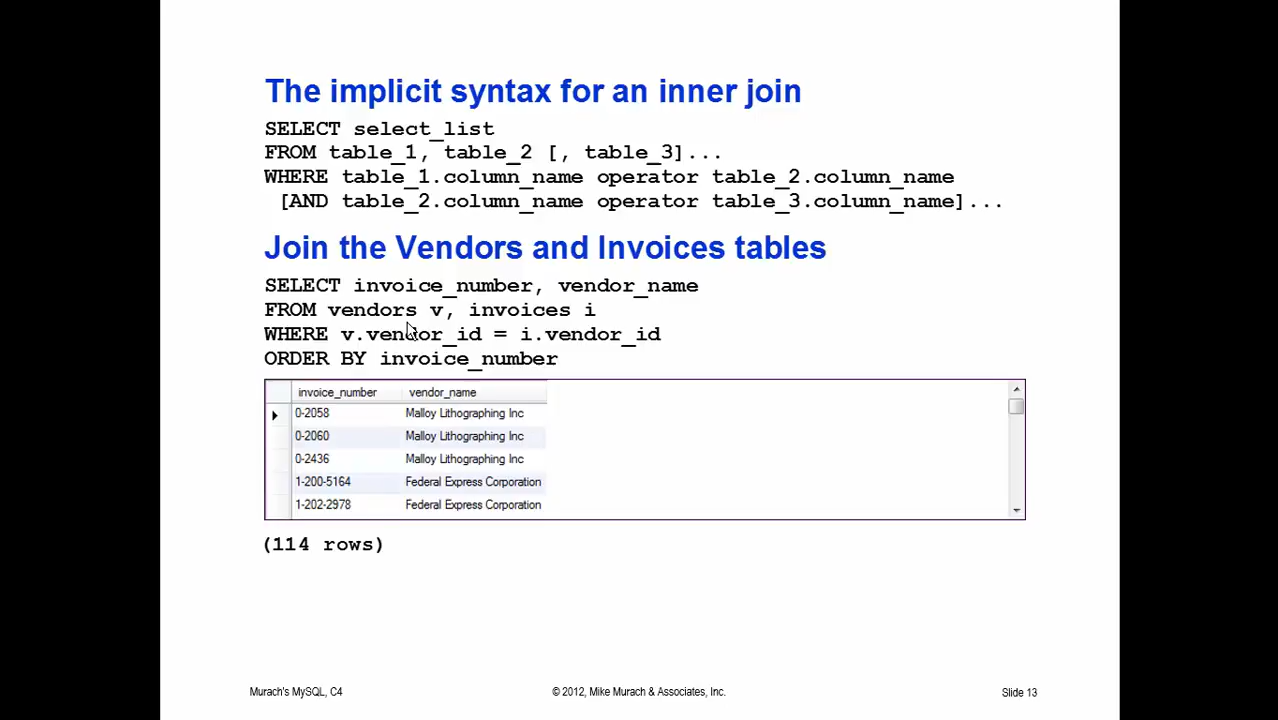 The implicit syntax for an inner join
SELECT select_list
FROM table_1, table_2 [, table_3]...
WHERE table_1.column_name operator table_2.column_name
[AND table_2.column_name operator table_3.column_name]...
Join the Vendors and Invoices tables
SELECT invoice_number, vendor_name
FROM vendors v, invoices i
WHERE v.vendor_id = i.vendor_id
ORDER BY invoice_number
invoice_number vendor_name
0-2058 Malloy Lithographing Inc
0-2060 Malloy Lithographing Inc
0-2436 Malloy Lithographing Inc
1-200-5164 Federal Express Corporation
1-202-2978 Federal Express Corporation
(114 rows)
Murach's MySQL, C4 © 2012, Mike Murach & Associates, Inc. Slide 13